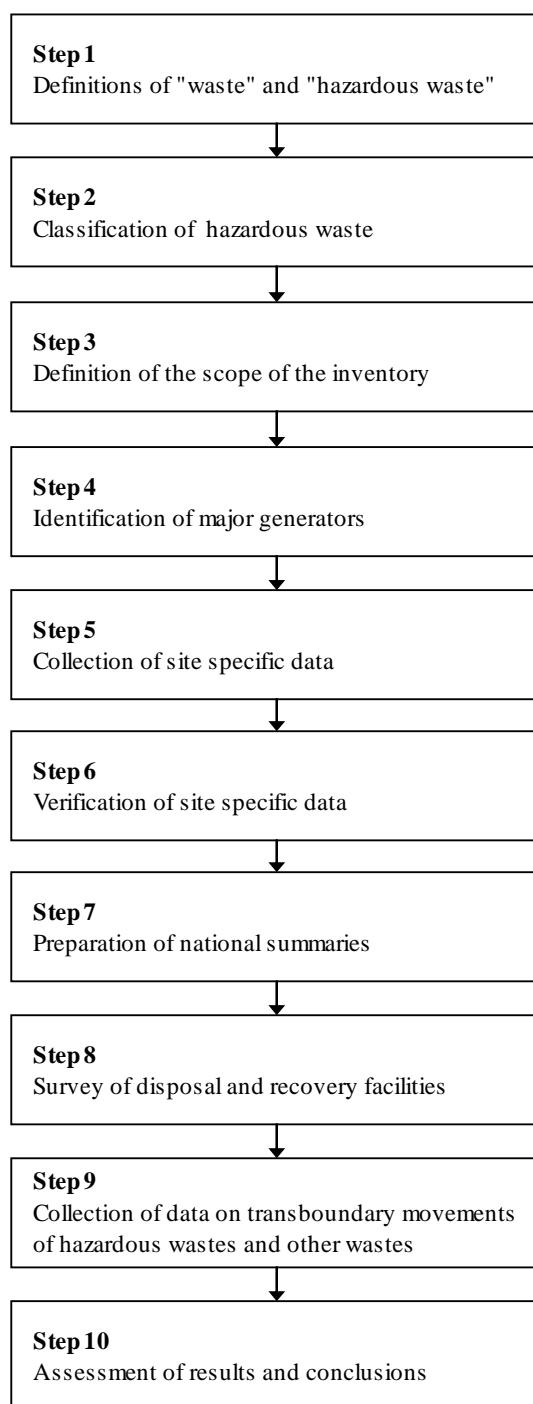 Step 1
Definitions of "waste" and "hazardous waste"
Step 2
Classification of hazardous waste
Step 3
Definition of the scope of the inventory
Step 4
Identification of major generators
Step 5
Collection of site specific data
Step 6
Verification of site specific data
Step 7
Preparation of national summaries
Step 8
Survey of disposal and recovery facilities
Step 9
Collection of data on transboundary movements
of hazardous wastes and other wastes
Step 10
Assessment of results and conclusions